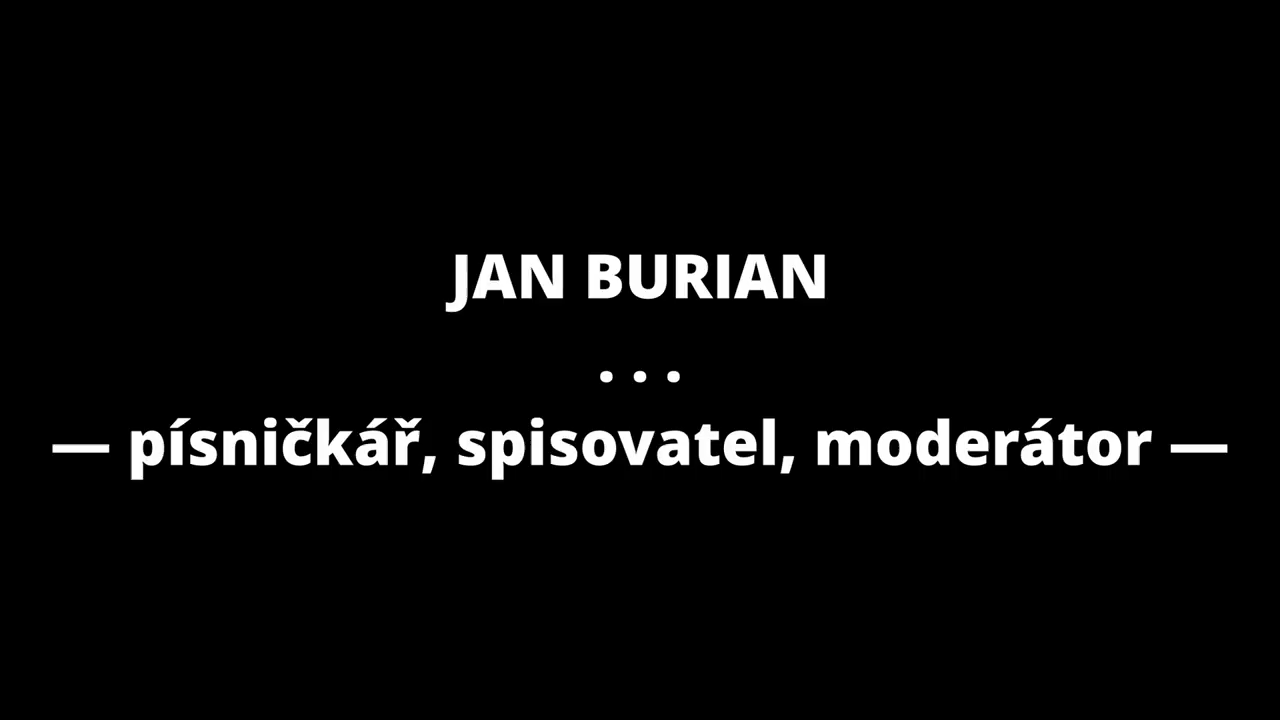 JAN BURIAN
. . .
— písničkář, spisovatel, moderátor —